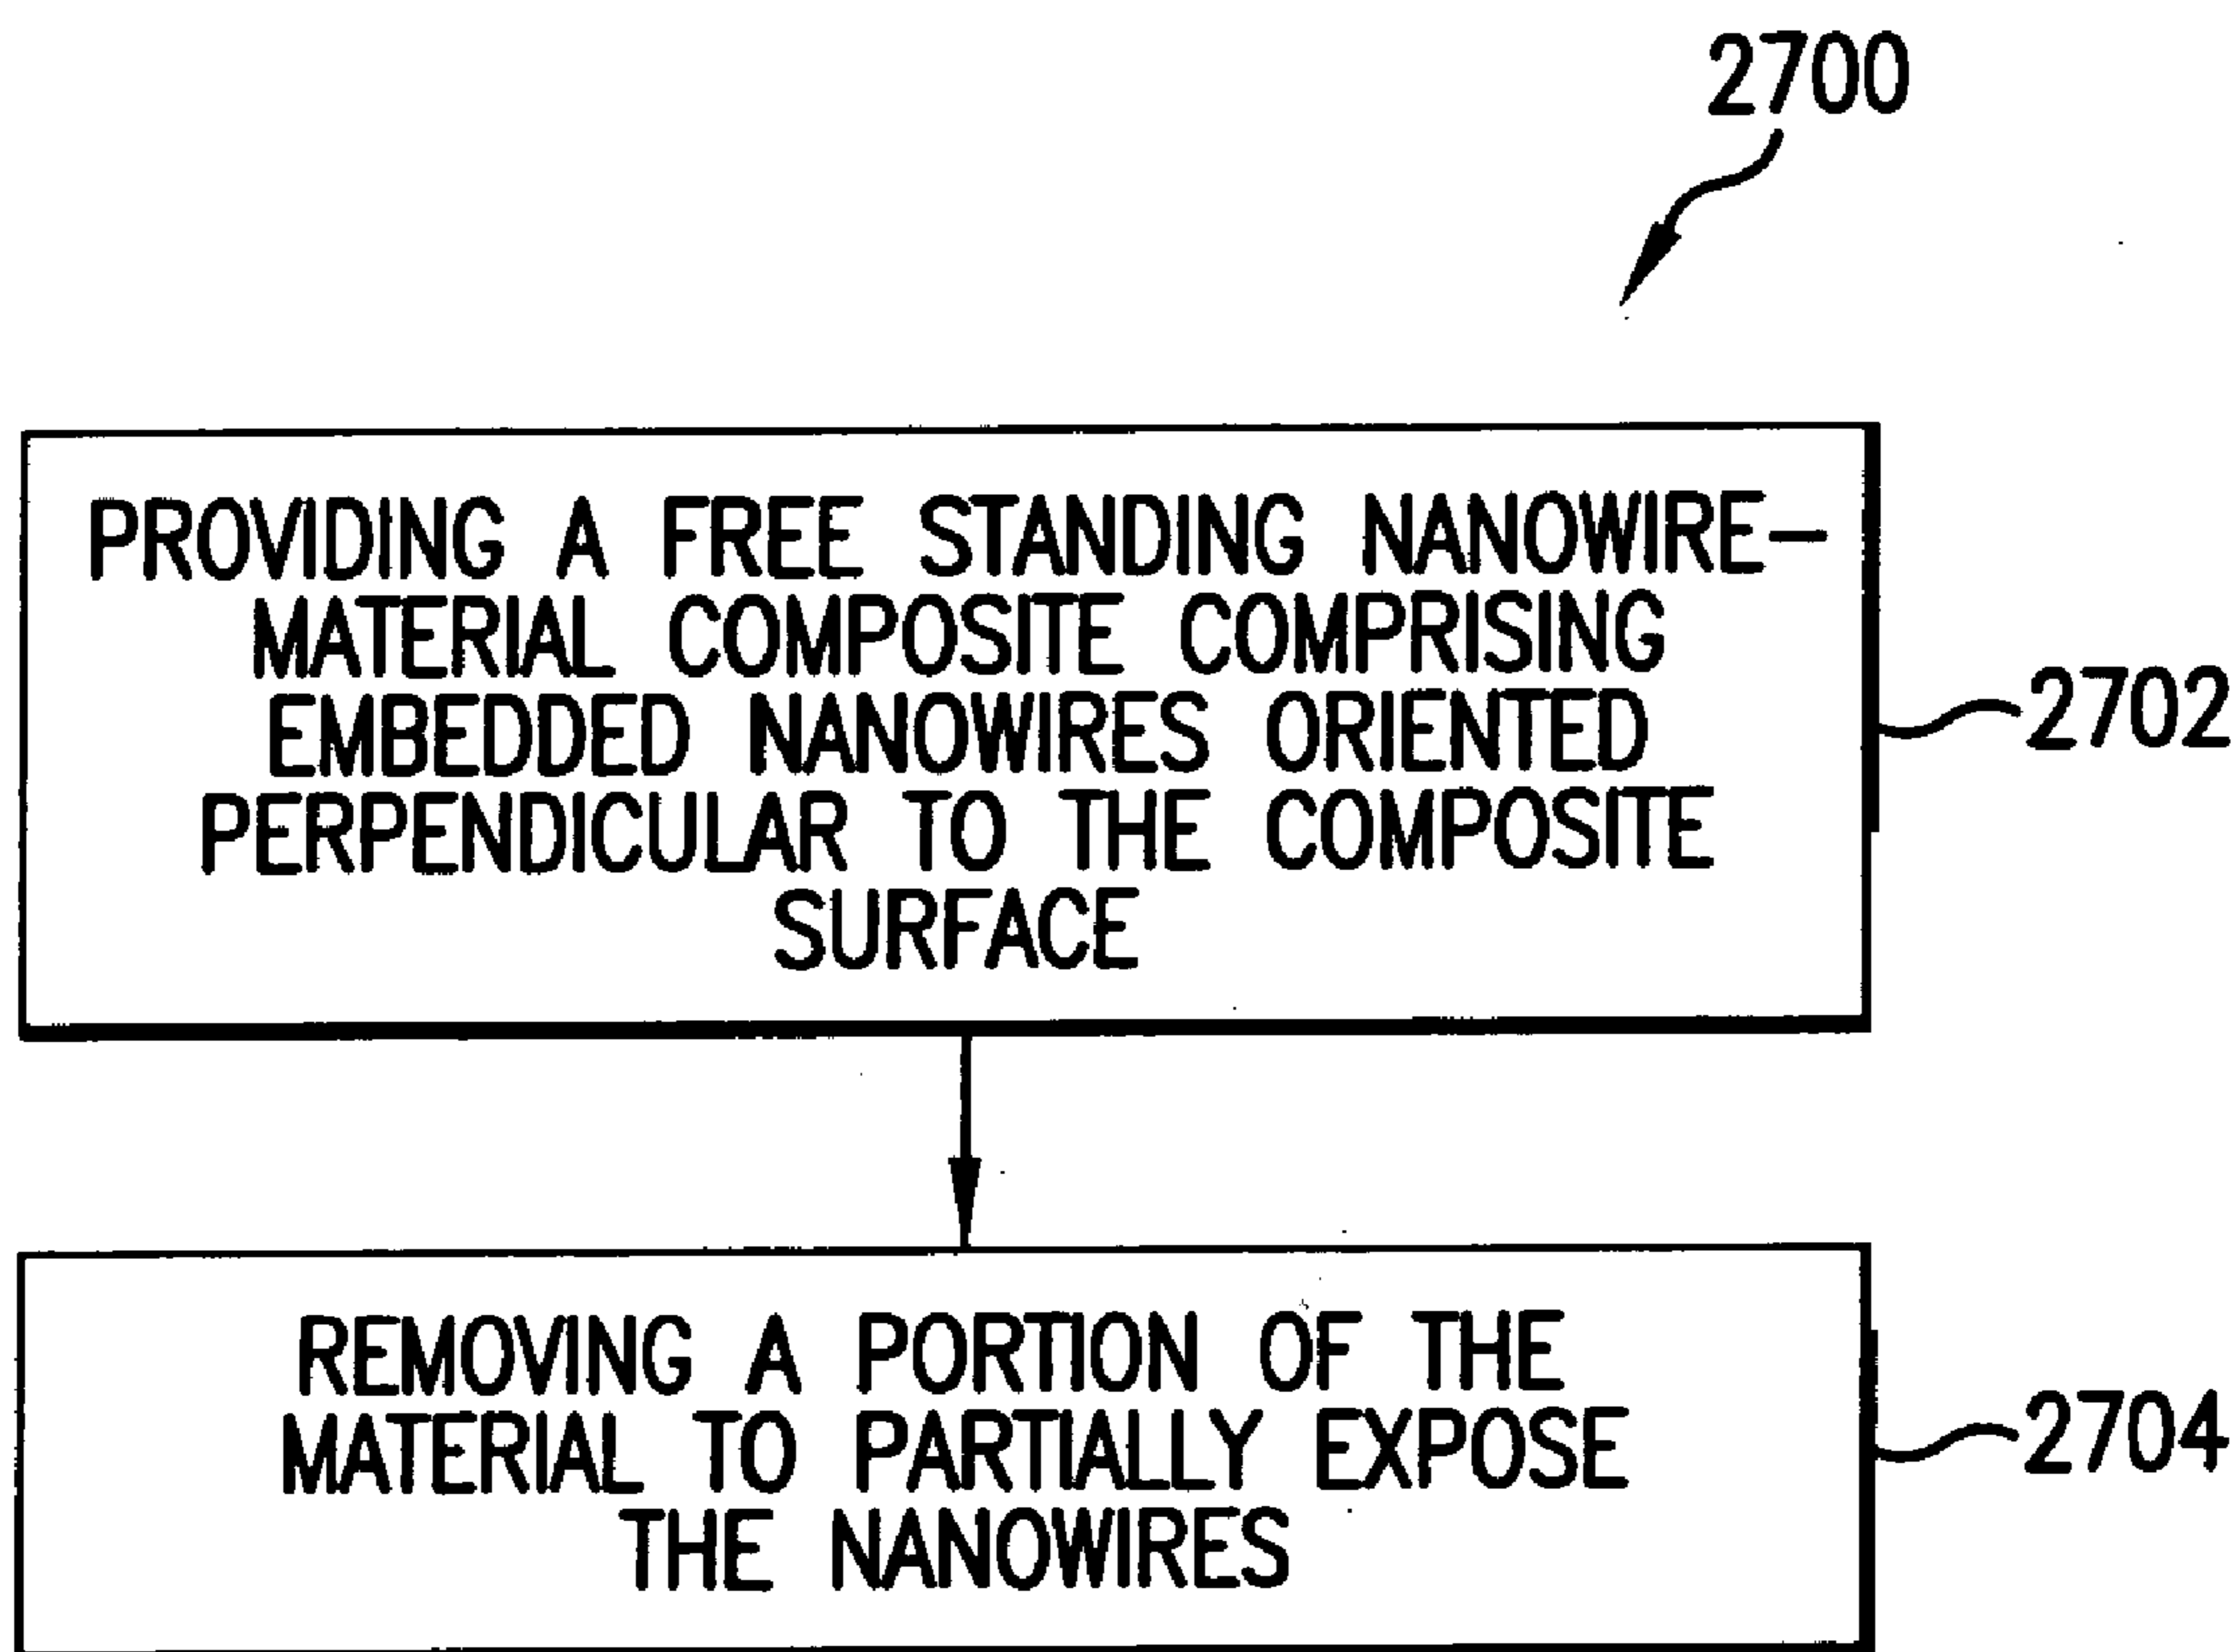 2700
PROVIDING A FREE STANDING NANOWIRE-
MATERIAL COMPOSITE COMPRISING
EMBEDDED NANOWIRES ORIENTED
PERPENDICULAR TO THE COMPOSITE
SURFACE
2702
REMOVING A PORTION OF THE
MATERIAL TO PARTIALLY EXPOSE
THE NANOWIRES
2704